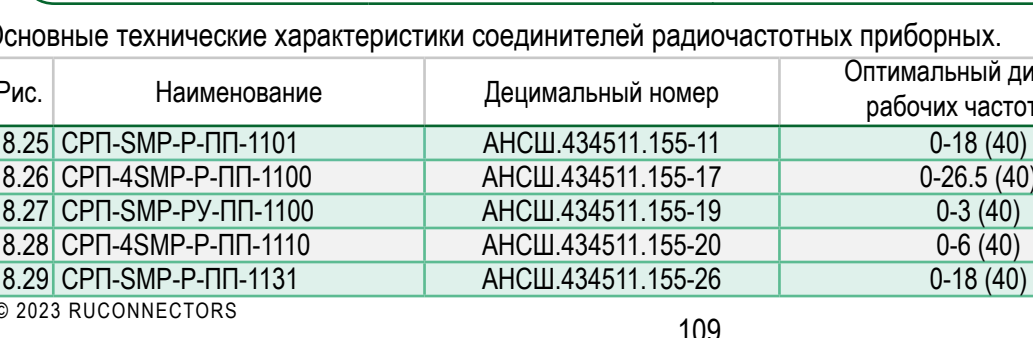 Основные технические характеристики соединителей радиочастотных приборных.
Рис. Наименование Децимальный номер Оптимальный ди
рабочих частот
8.25 СРП-SMP-Р-ПП-1101 АНСШ.434511.155-11 0-18 (40)
8.26 СРП-4SMP-Р-ПП-1100 АНСШ.434511.155-17 0-26.5 (40)
8.27 СРП-SMP-РУ-ПП-1100 АНСШ.434511.155-19 0-3 (40)
8.28 СРП-4SMP-Р-ПП-1110 АНСШ.434511.155-20 0-6 (40)
8.29 СРП-SMP-Р-ПП-1131 АНСШ.434511.155-26 0-18 (40)
© 2023 RUCONNECTORS
109